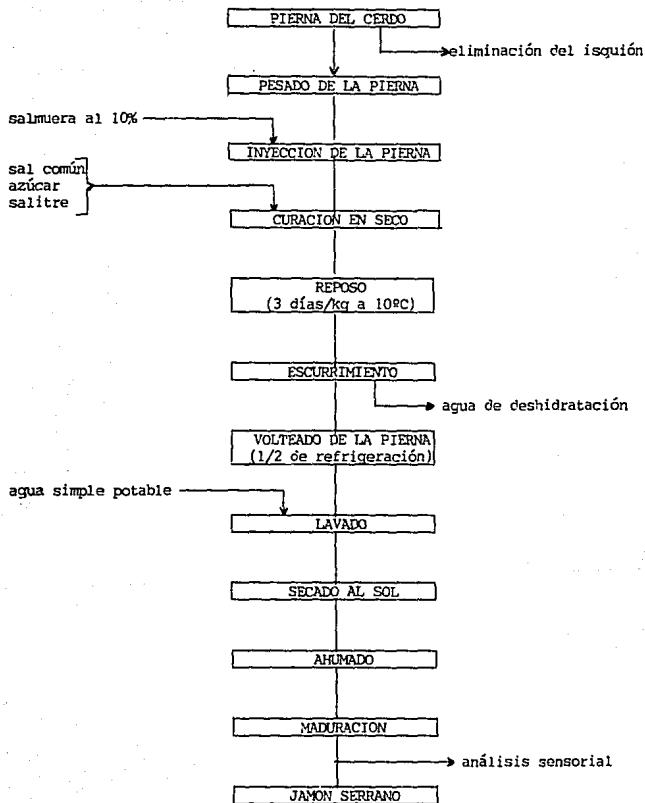 PIERNA DEL CERDO
eliminación del isquión
PESADO DE LA PIERNA
salmuera al 10%
INYECCION DE LA PIERNA
sal común
azúcar
salitre
CURACION EN SECO
REPOSO
(3 días/kg a 10ºC)
ESCURRIMIENTO
agua de deshidratación
VOLTEADO DE LA PIERNA
(1/2 de refrigeración)
agua simple potable
LAVADO
SECADO AL SOL
AHUMADO
MADURACION
análisis sensorial
JAMON SERRANO